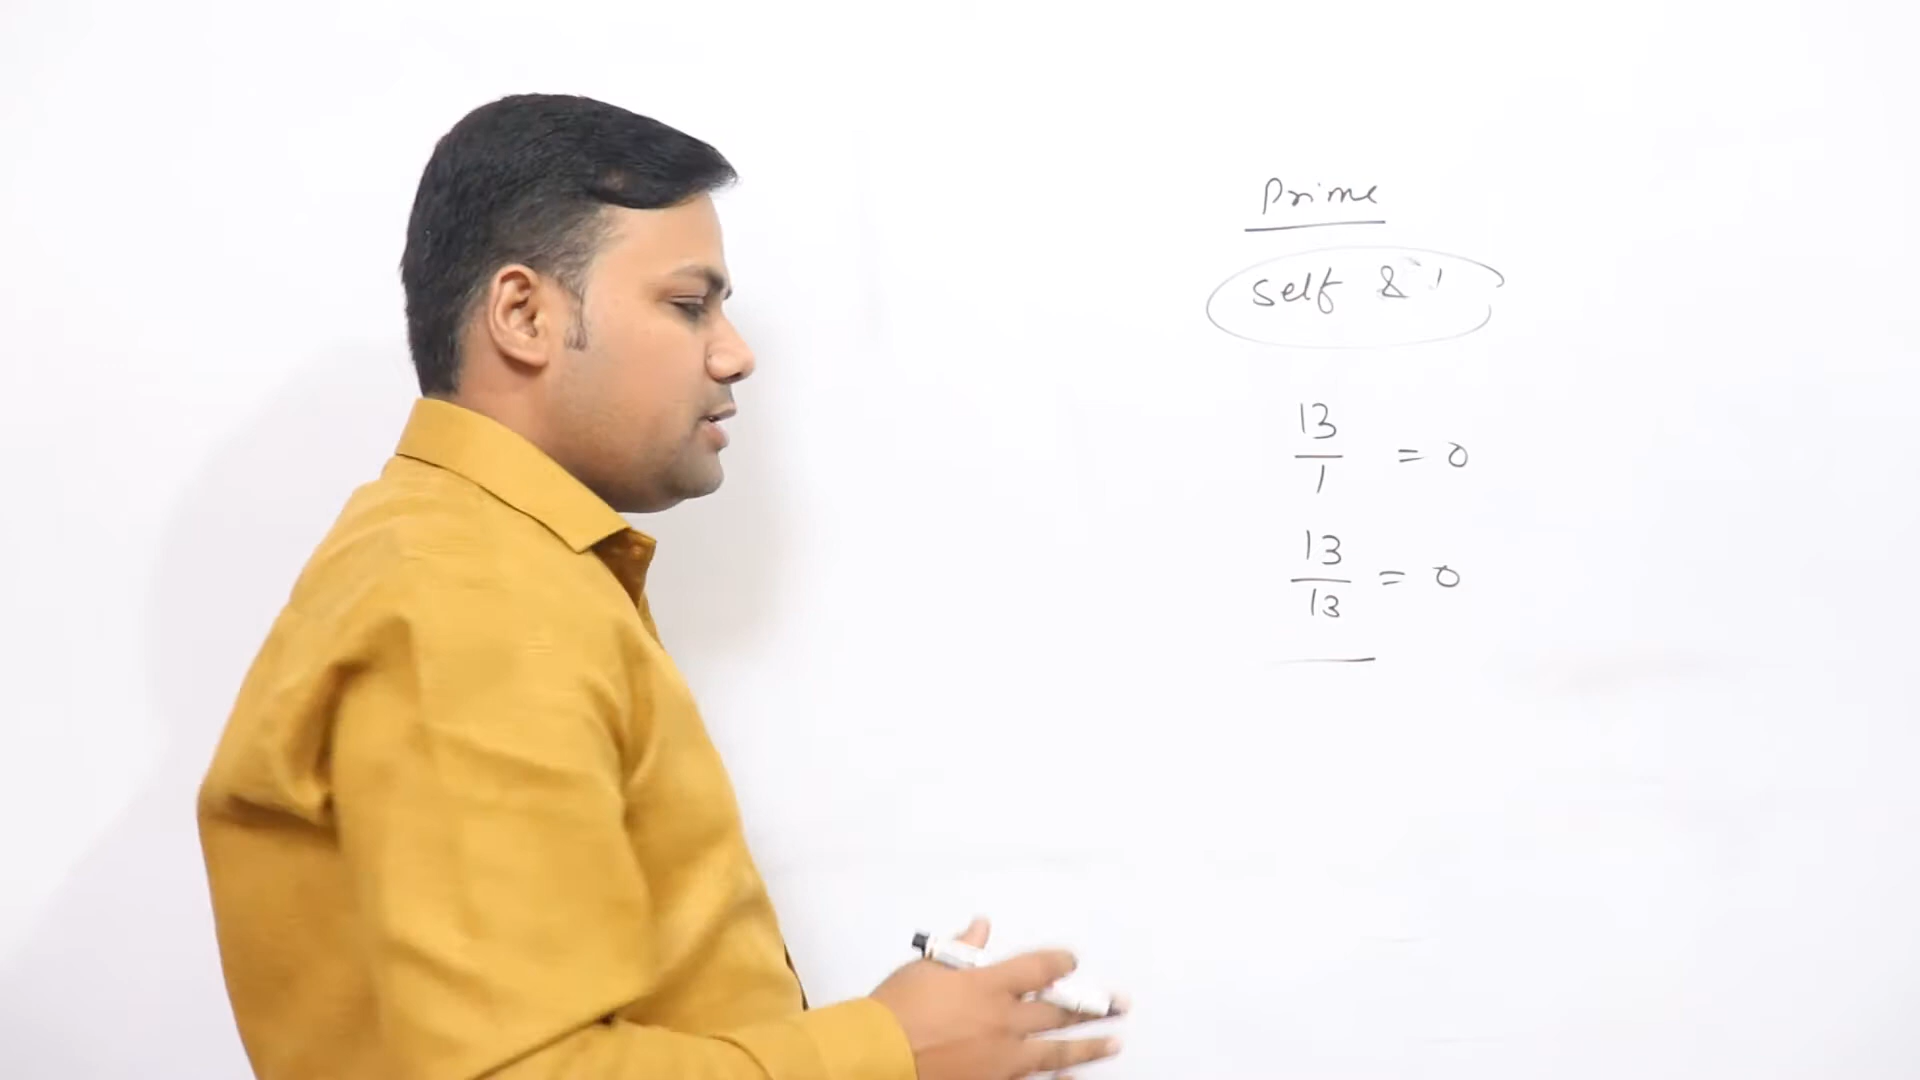 Prime
Self & 1
13/1 = 0
13/13 = 0